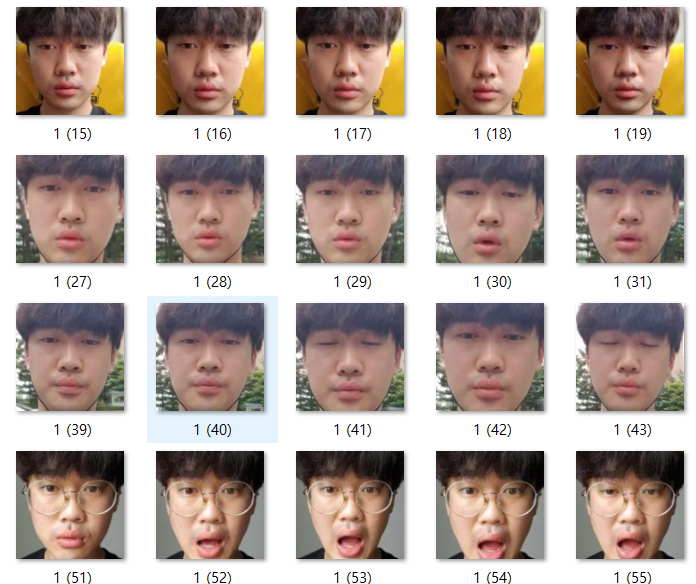 1 (15) 1 (16) 1 (17) 1 (18) 1 (19)
1 (27) 1 (28) 1 (29) 1 (30) 1 (31)
1 (39) 1 (40) 1 (41) 1 (42) 1 (43)
1 (51) 1 (52) 1 (53) 1 (54) 1 (55)